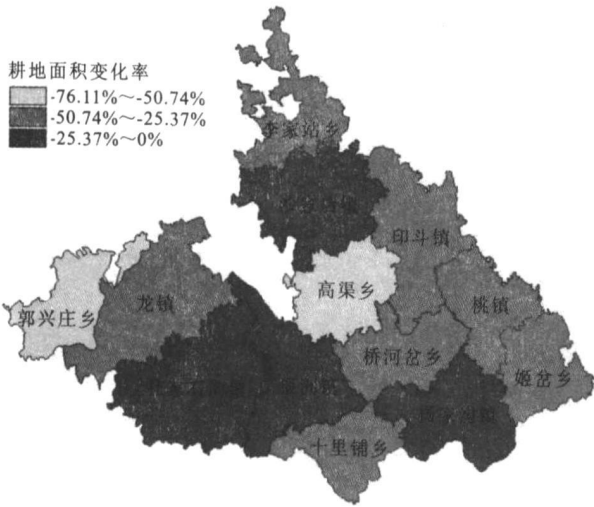 耕地面积变化率
-76.11%~-50.74%
-50.74%~-25.37%
-25.37%~0%
李家站乡
印斗镇
高渠乡
桃镇
龙镇
郭兴庄乡
桥河岔乡
姬岔乡
十里铺乡